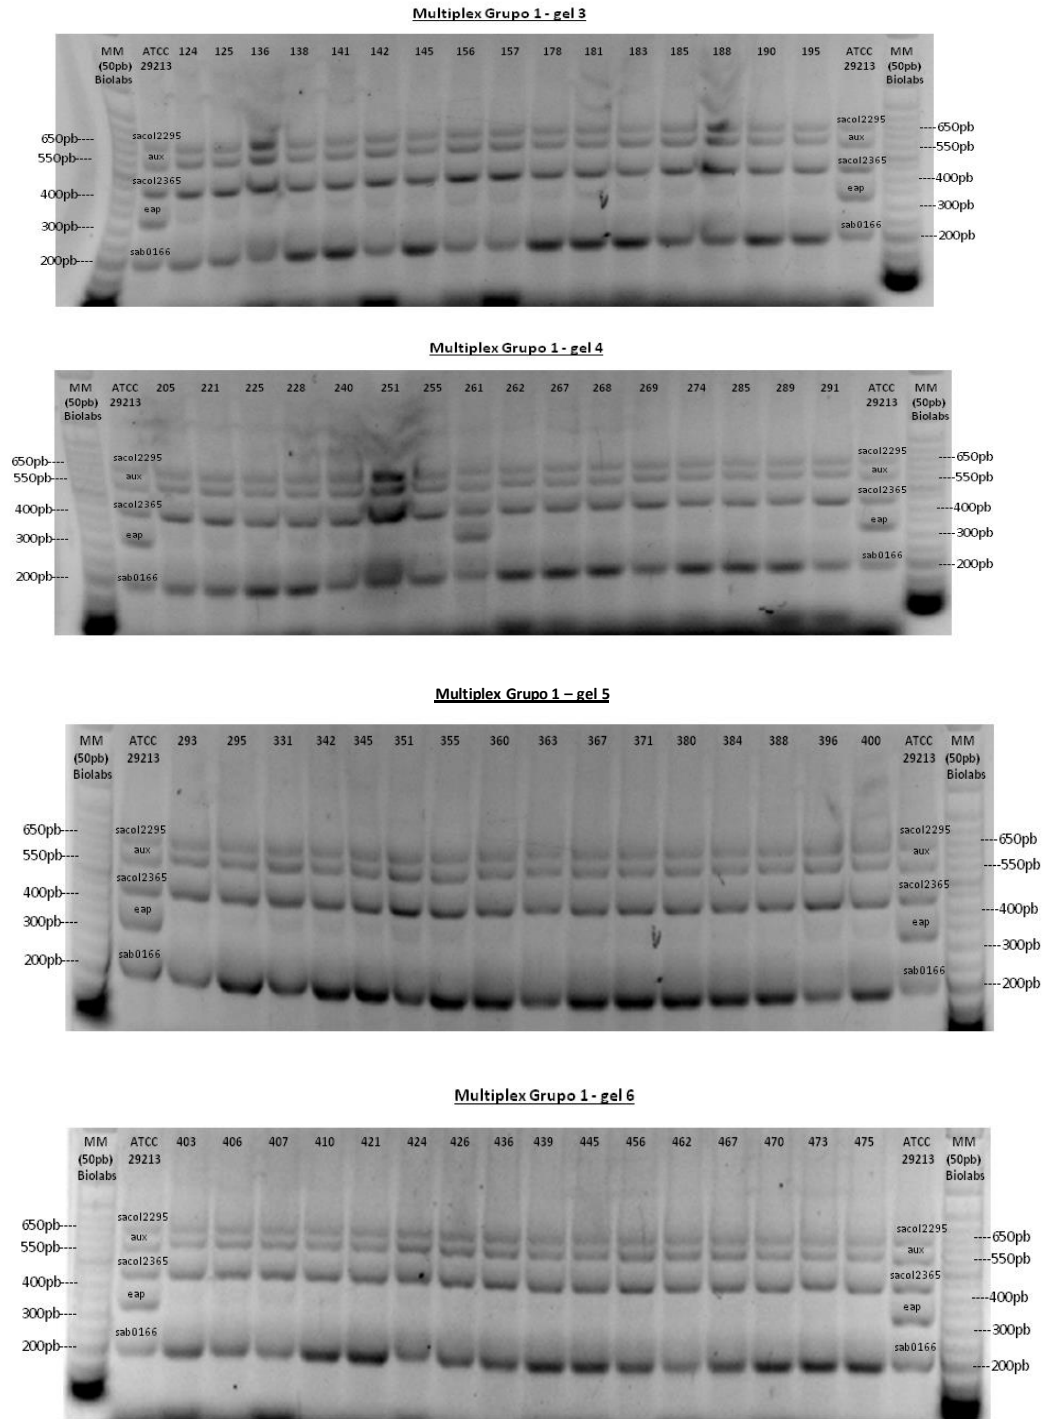 Multiplex Grupo 1 - gel 3
MM (50pb) Biolabs ATCC 29213 124 125 136 138 141 142 145 156 157 178 181 183 185 188 190 195 ATCC 29213 MM (50pb) Biolabs
sacol2295 sacol2295
650pb---- ----650pb
aux aux
550pb---- ----550pb
sacol2365 sacol2365
400pb---- ----400pb
eap eap
300pb---- ----300pb
sab0166 sab0166
200pb---- ----200pb
Multiplex Grupo 1 - gel 4
MM (50pb) Biolabs ATCC 29213 205 221 225 228 240 251 255 261 262 267 268 269 274 285 289 291 ATCC 29213 MM (50pb) Biolabs
sacol2295 sacol2295
650pb---- ----650pb
aux aux
550pb---- ----550pb
sacol2365 sacol2365
400pb---- ----400pb
eap eap
300pb---- ----300pb
sab0166 sab0166
200pb---- ----200pb
Multiplex Grupo 1 – gel 5
MM (50pb) Biolabs ATCC 29213 293 295 331 342 345 351 355 360 363 367 371 380 384 388 396 400 ATCC 29213 MM (50pb) Biolabs
sacol2295 sacol2295
650pb---- ----650pb
aux aux
550pb---- ----550pb
sacol2365 sacol2365
400pb---- ----400pb
eap eap
300pb---- ----300pb
sab0166 sab0166
200pb---- ----200pb
Multiplex Grupo 1 - gel 6
MM (50pb) Biolabs ATCC 29213 403 406 407 410 421 424 426 436 439 445 456 462 467 470 473 475 ATCC 29213 MM (50pb) Biolabs
sacol2295 sacol2295
650pb---- ----650pb
aux aux
550pb---- ----550pb
sacol2365 sacol2365
400pb---- ----400pb
eap eap
300pb---- ----300pb
sab0166 sab0166
200pb---- ----200pb